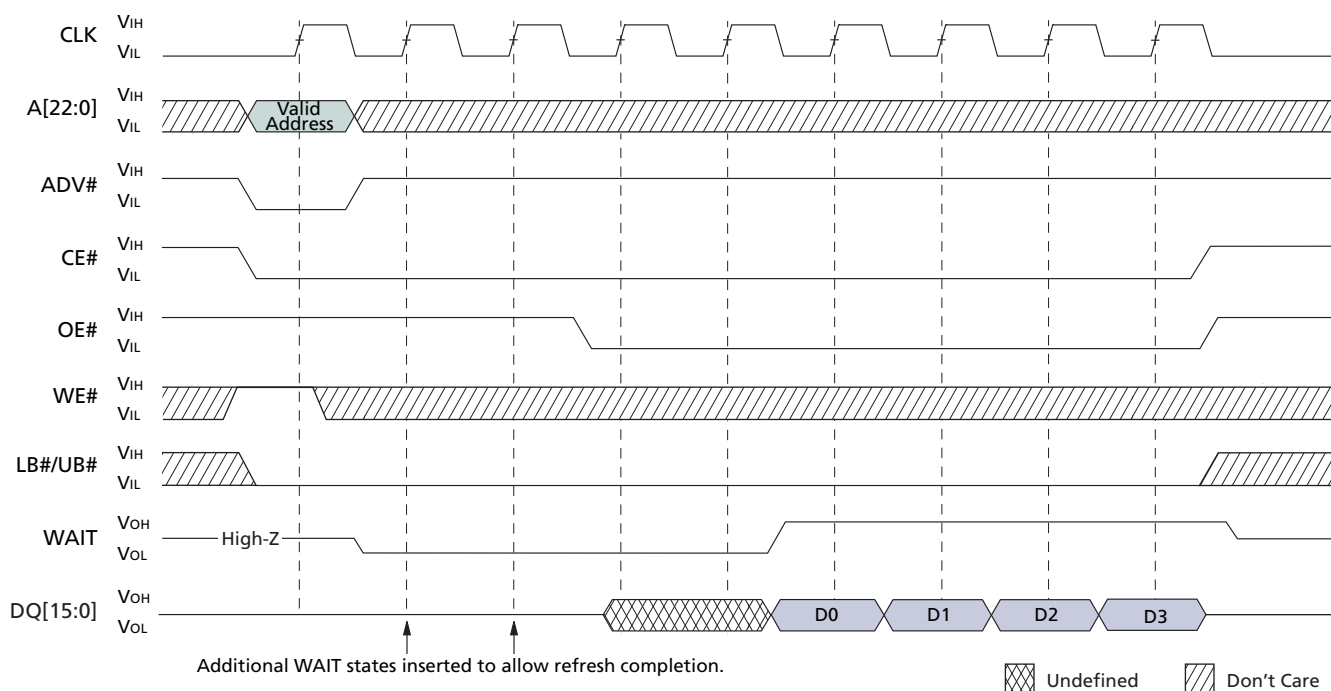 CLK VIH
VIL
A[22:0] VIH
VIL
Valid
Address
ADV# VIH
VIL
CE# VIH
VIL
OE# VIH
VIL
WE# VIH
VIL
LB#/UB# VIH
VIL
WAIT VOH
VOL
High-Z
DQ[15:0] VOH
VOL
D0 D1 D2 D3
Additional WAIT states inserted to allow refresh completion.
Undefined Don't Care